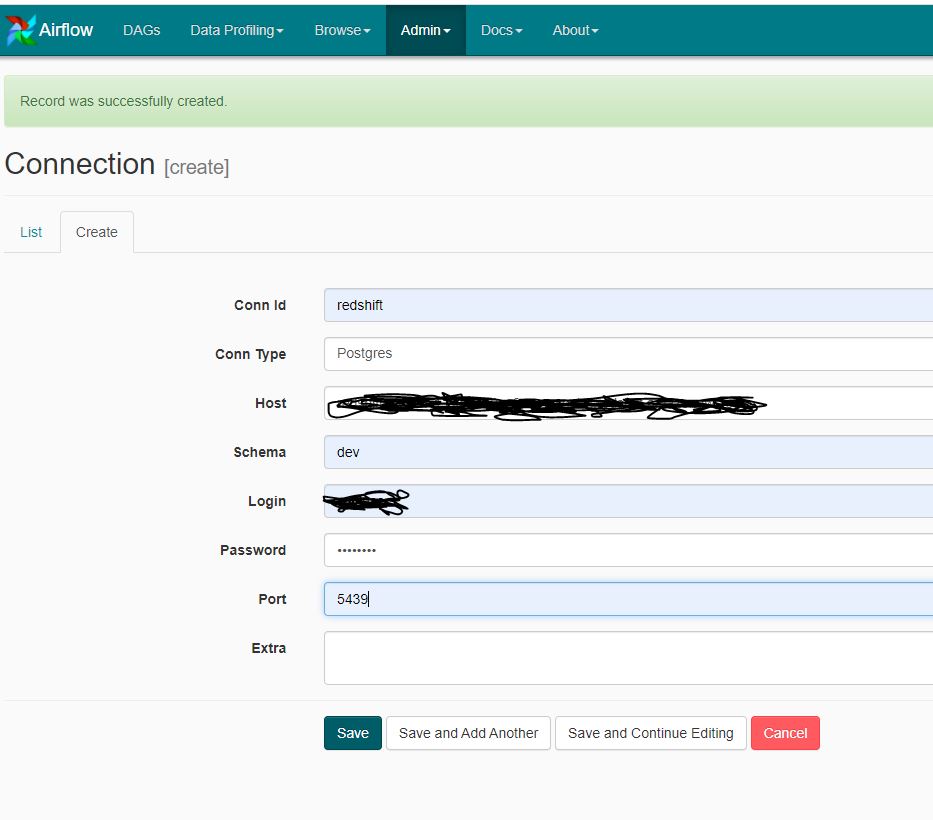 Airflow DAGs Data Profiling Browse Admin Docs About
Record was successfully created.
Connection [create]
List Create
Conn Id redshift
Conn Type Postgres
Host
Schema dev
Login
Password ••••••••
Port 5439
Extra
Save Save and Add Another Save and Continue Editing Cancel